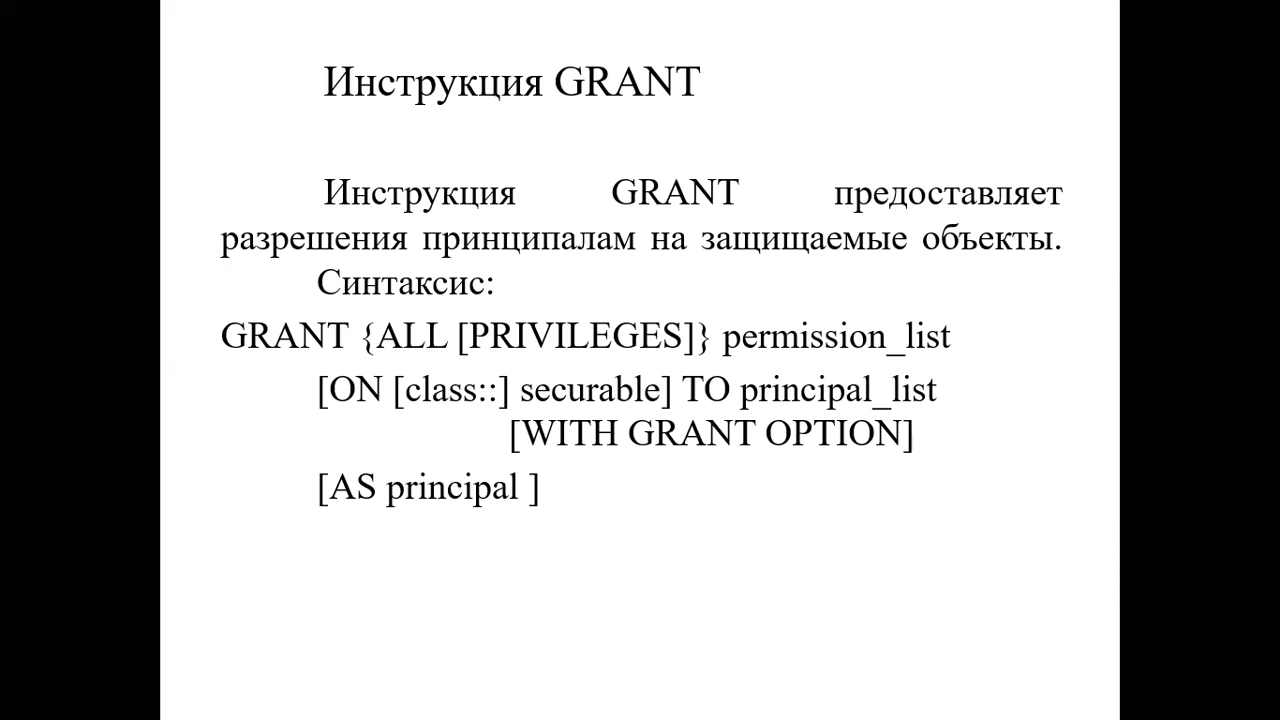 Инструкция GRANT
Инструкция GRANT предоставляет
разрешения принципалам на защищаемые объекты.
Синтаксис:
GRANT {ALL [PRIVILEGES]} permission_list
[ON [class::] securable] TO principal_list
[WITH GRANT OPTION]
[AS principal ]